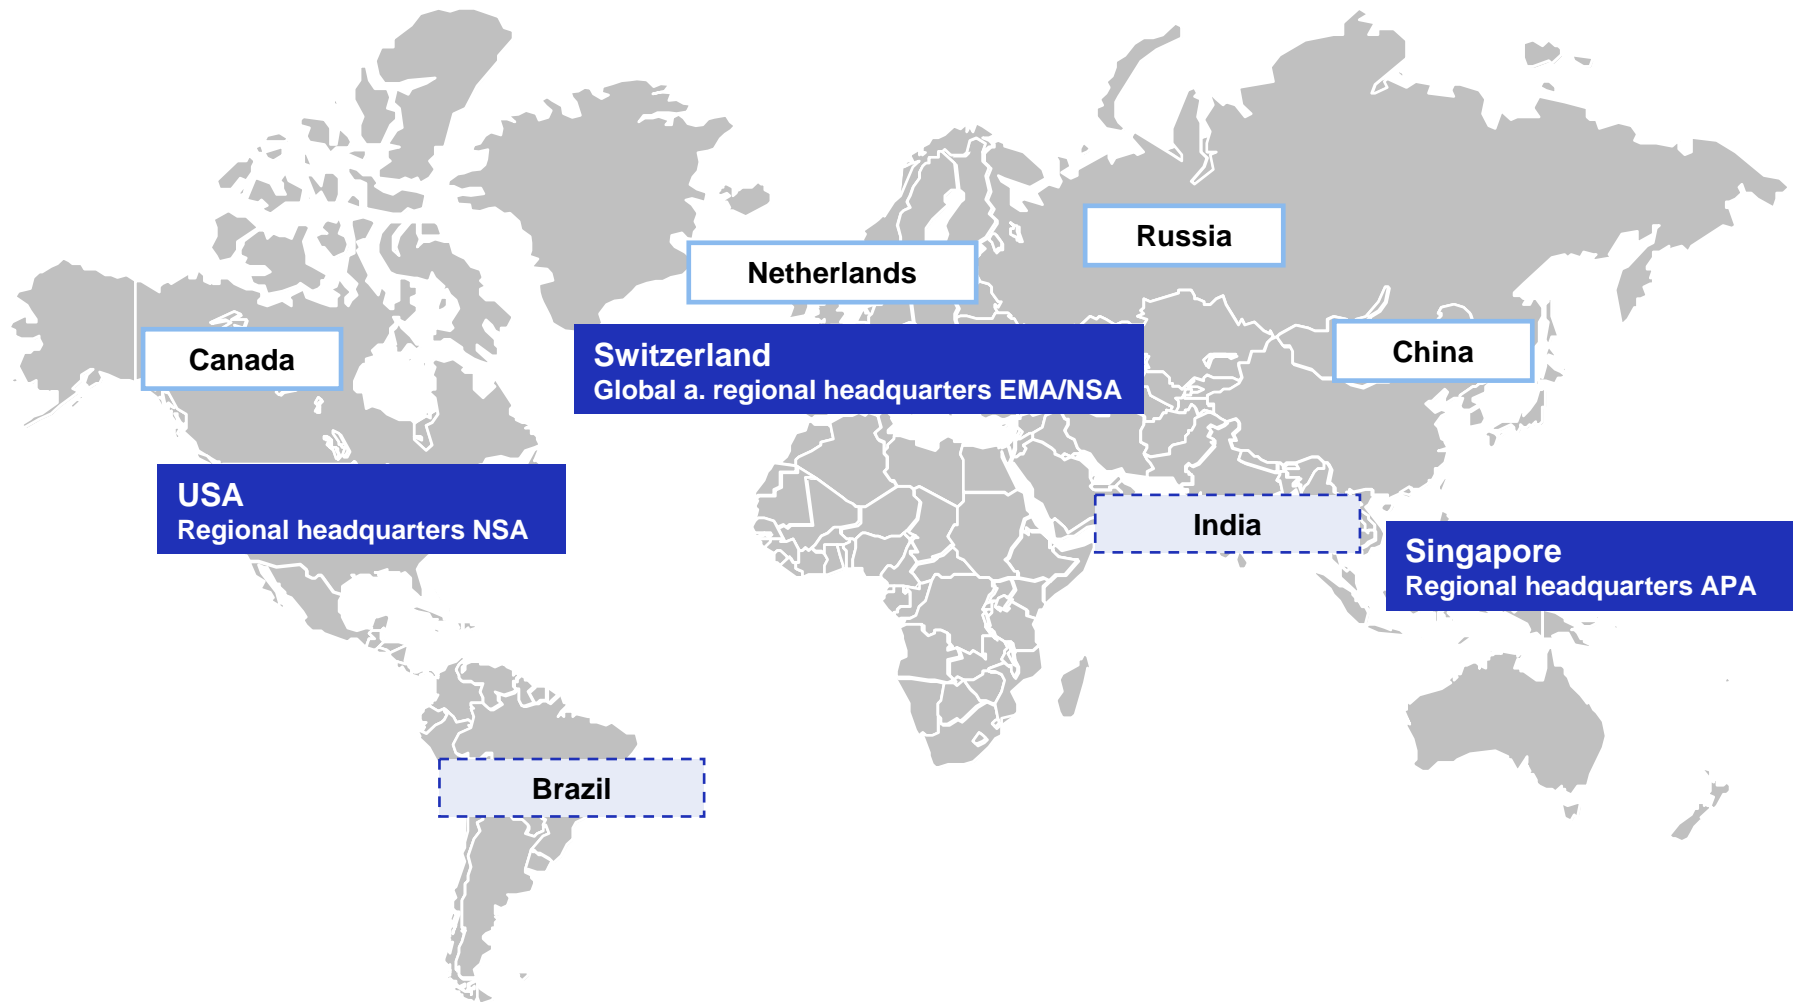 Russia
Netherlands
Canada
China
Switzerland
Global a. regional headquarters EMA/NSA
USA
Regional headquarters NSA
India
Singapore
Regional headquarters APA
Brazil